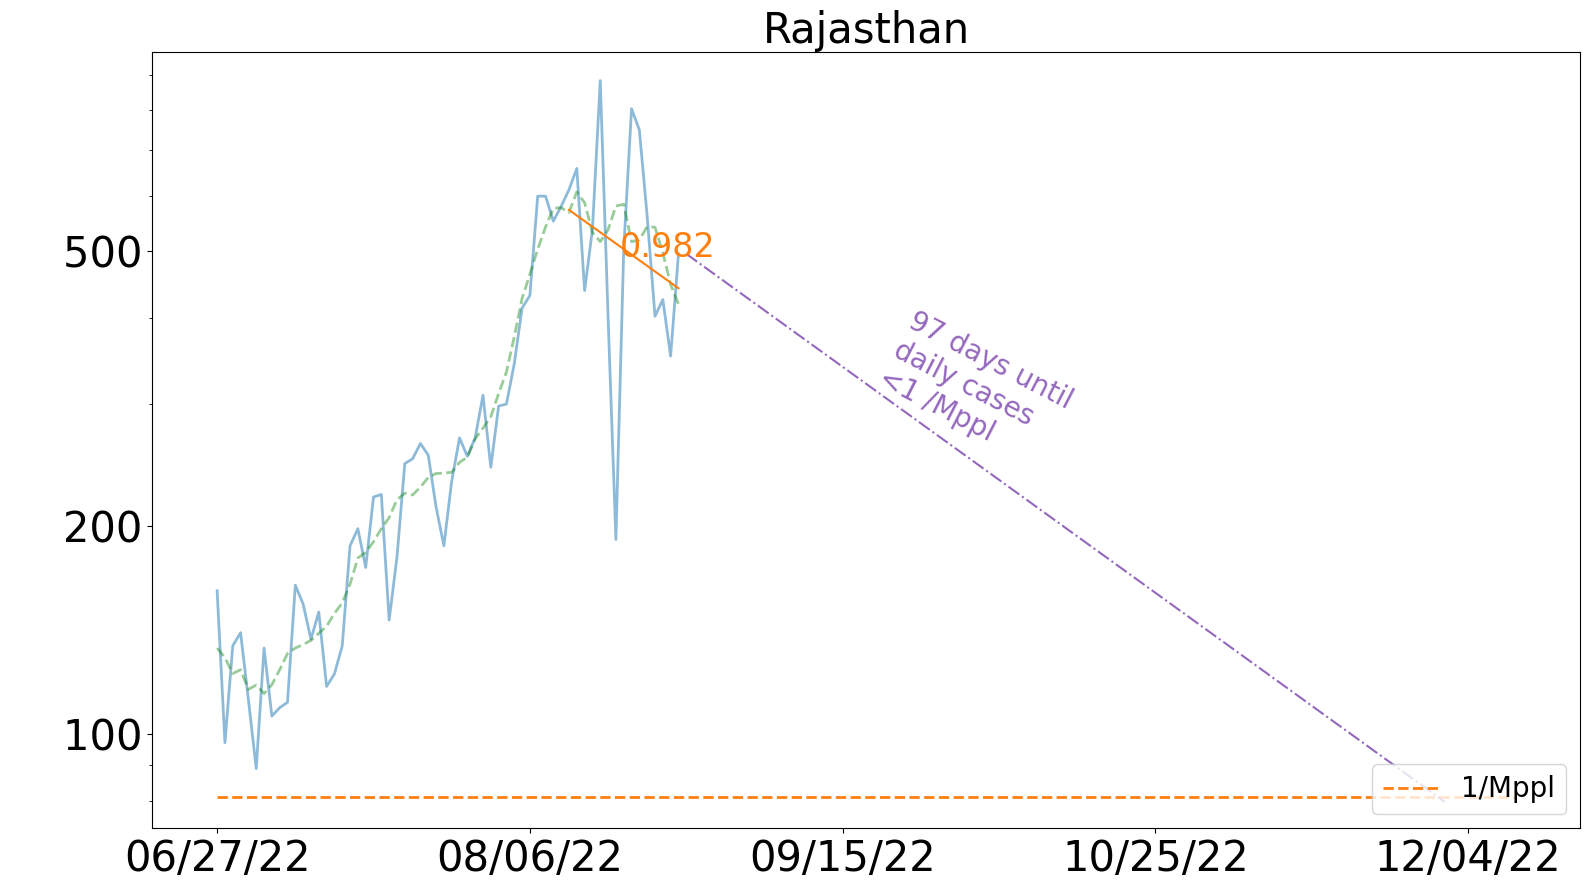 Rajasthan
500
200
100
0.982
97 days until
daily cases
<1 /Mppl
1/Mppl
06/27/22
08/06/22
09/15/22
10/25/22
12/04/22